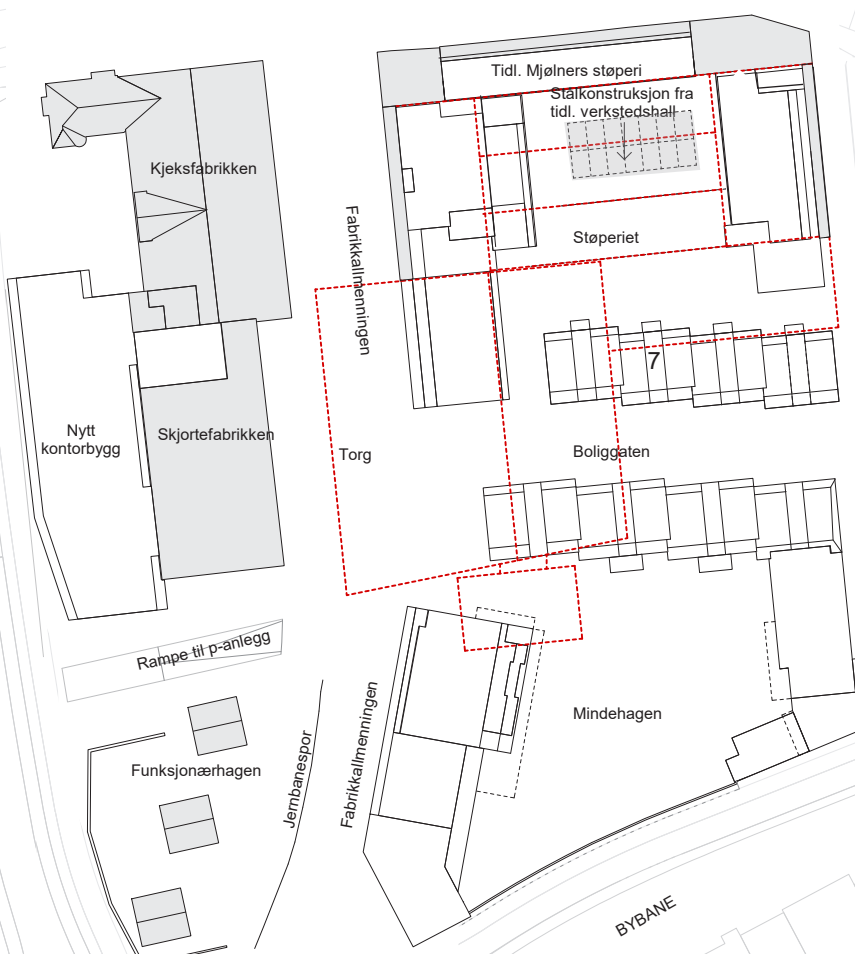 Tidl. Mjølners støperi
Stålkonstruksjon fra
tidl. verkstedshall
Kjeksfabrikken
Fabrikkallmenningen
Støperiet
7
Nytt
kontorbygg
Skjortefabrikken
Torg
Boliggaten
Rampe til p-anlegg
Mindehagen
Funksjonærhagen
Jernbanespor
Fabrikkallmenningen
BYBANE